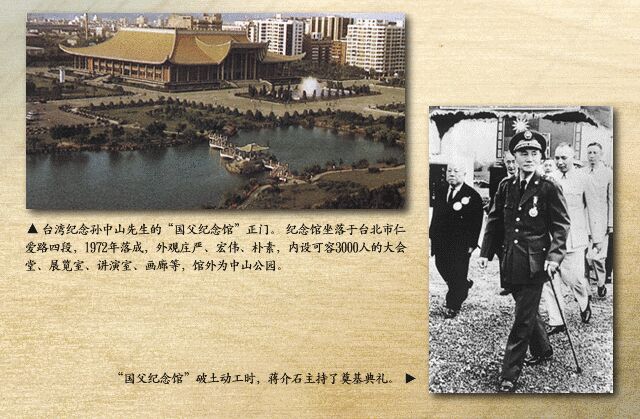 ▲台湾纪念孙中山先生的“国父纪念馆”正门。 纪念馆坐落于台北市仁
爱路四段，1972年落成，外观庄严、宏伟、朴素，内设可容3000人的大会
堂、展览室、讲演室、画廊等，馆外为中山公园。
“国父纪念馆”破土动工时，蒋介石主持了奠基典礼。 ▶